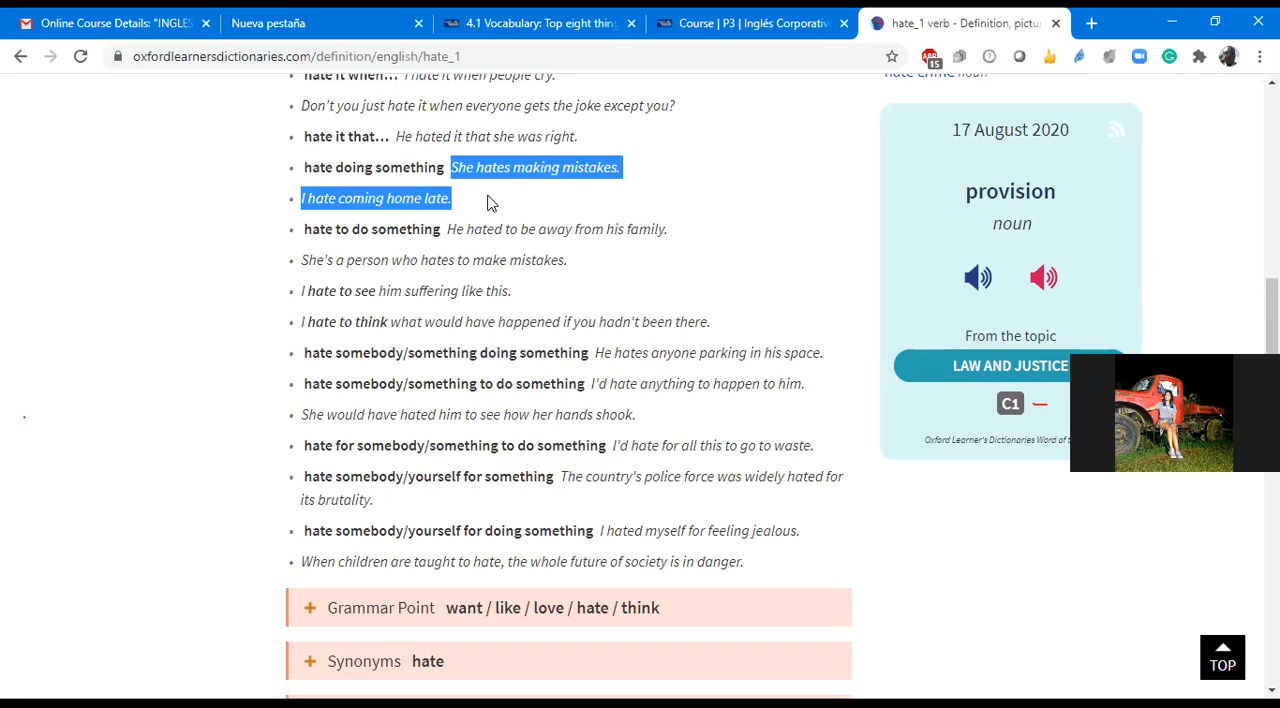 Online Course Details: "INGLES
Nueva pestaña
4.1 Vocabulary: Top eight thing
Course | P3 | Inglés Corporativ
hate_1 verb - Definition, pictu
oxfordlearnersdictionaries.com/definition/english/hate_1
15
hate it when... I hate it when people cry.
Don't you just hate it when everyone gets the joke except you?
hate it that... He hated it that she was right.
hate doing something She hates making mistakes.
I hate coming home late.
hate to do something He hated to be away from his family.
She's a person who hates to make mistakes.
I hate to see him suffering like this.
I hate to think what would have happened if you hadn't been there.
hate somebody/something doing something He hates anyone parking in his space.
hate somebody/something to do something I'd hate anything to happen to him.
She would have hated him to see how her hands shook.
hate for somebody/something to do something I'd hate for all this to go to waste.
hate somebody/yourself for something The country's police force was widely hated for
its brutality.
hate somebody/yourself for doing something I hated myself for feeling jealous.
When children are taught to hate, the whole future of society is in danger.
+ Grammar Point want / like / love / hate / think
+ Synonyms hate
hate crime noun
17 August 2020
provision
noun
From the topic
LAW AND JUSTICE
C1
Oxford Learner's Dictionaries Word of
TOP